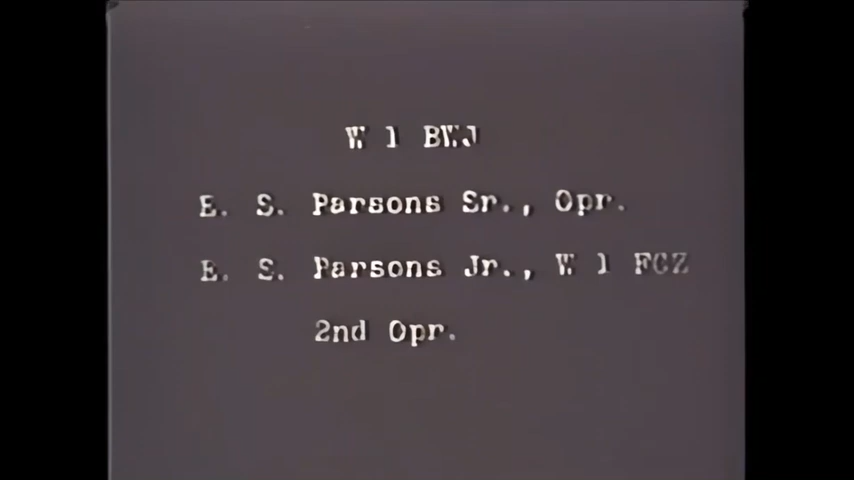 W 1 BWJ
E. S. Parsons Sr., Opr.
E. S. Parsons Jr., W 1 FCZ
2nd Opr.